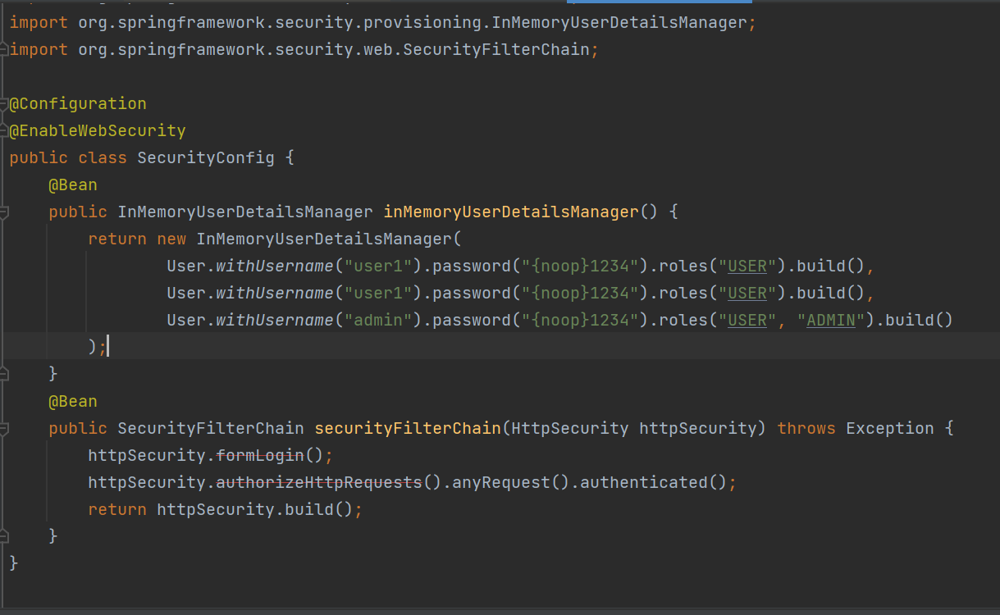 import org.springframework.security.provisioning.InMemoryUserDetailsManager;
import org.springframework.security.web.SecurityFilterChain;

@Configuration
@EnableWebSecurity
public class SecurityConfig {
    @Bean
    public InMemoryUserDetailsManager inMemoryUserDetailsManager() {
        return new InMemoryUserDetailsManager(
                User.withUsername("user1").password("{noop}1234").roles("USER").build(),
                User.withUsername("user1").password("{noop}1234").roles("USER").build(),
                User.withUsername("admin").password("{noop}1234").roles("USER", "ADMIN").build()
        );
    }
    @Bean
    public SecurityFilterChain securityFilterChain(HttpSecurity httpSecurity) throws Exception {
        httpSecurity.formLogin();
        httpSecurity.authorizeHttpRequests().anyRequest().authenticated();
        return httpSecurity.build();
    }
}